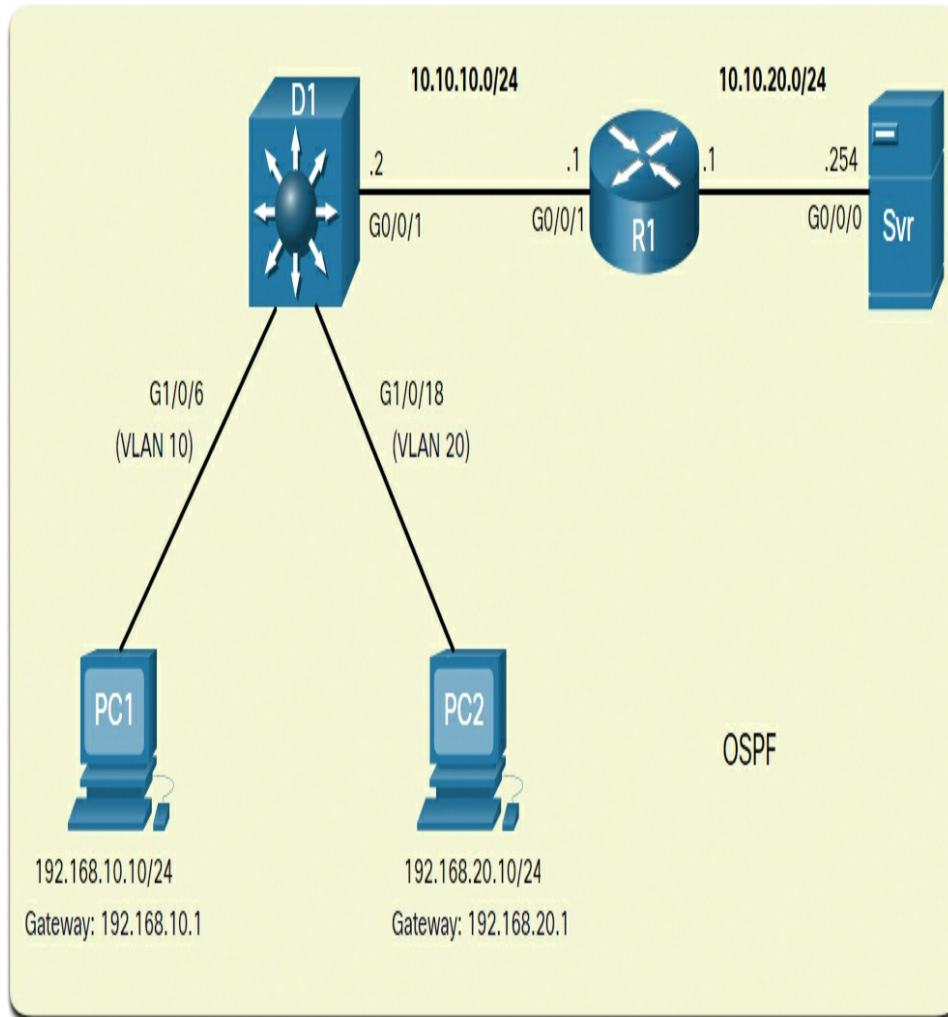 10.10.10.0/24
10.10.20.0/24
D1
.2
.1
.1
.254
G0/0/1
G0/0/1
R1
G0/0/0
Svr
G1/0/6
(VLAN 10)
G1/0/18
(VLAN 20)
PC1
PC2
OSPF
192.168.10.10/24
Gateway: 192.168.10.1
192.168.20.10/24
Gateway: 192.168.20.1